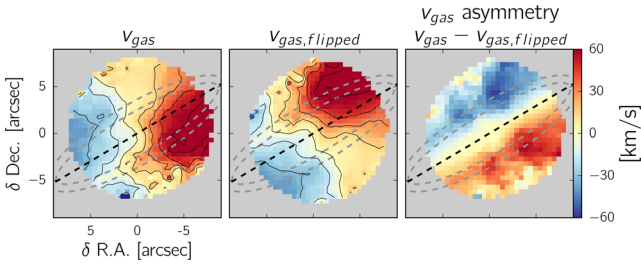 v_gas
v_gas,flipped
v_gas asymmetry
v_gas − v_gas,flipped
δ Dec. [arcsec]
5
0
−5
5
0
-5
δ R.A. [arcsec]
60
30
0
−30
−60
[km/s]